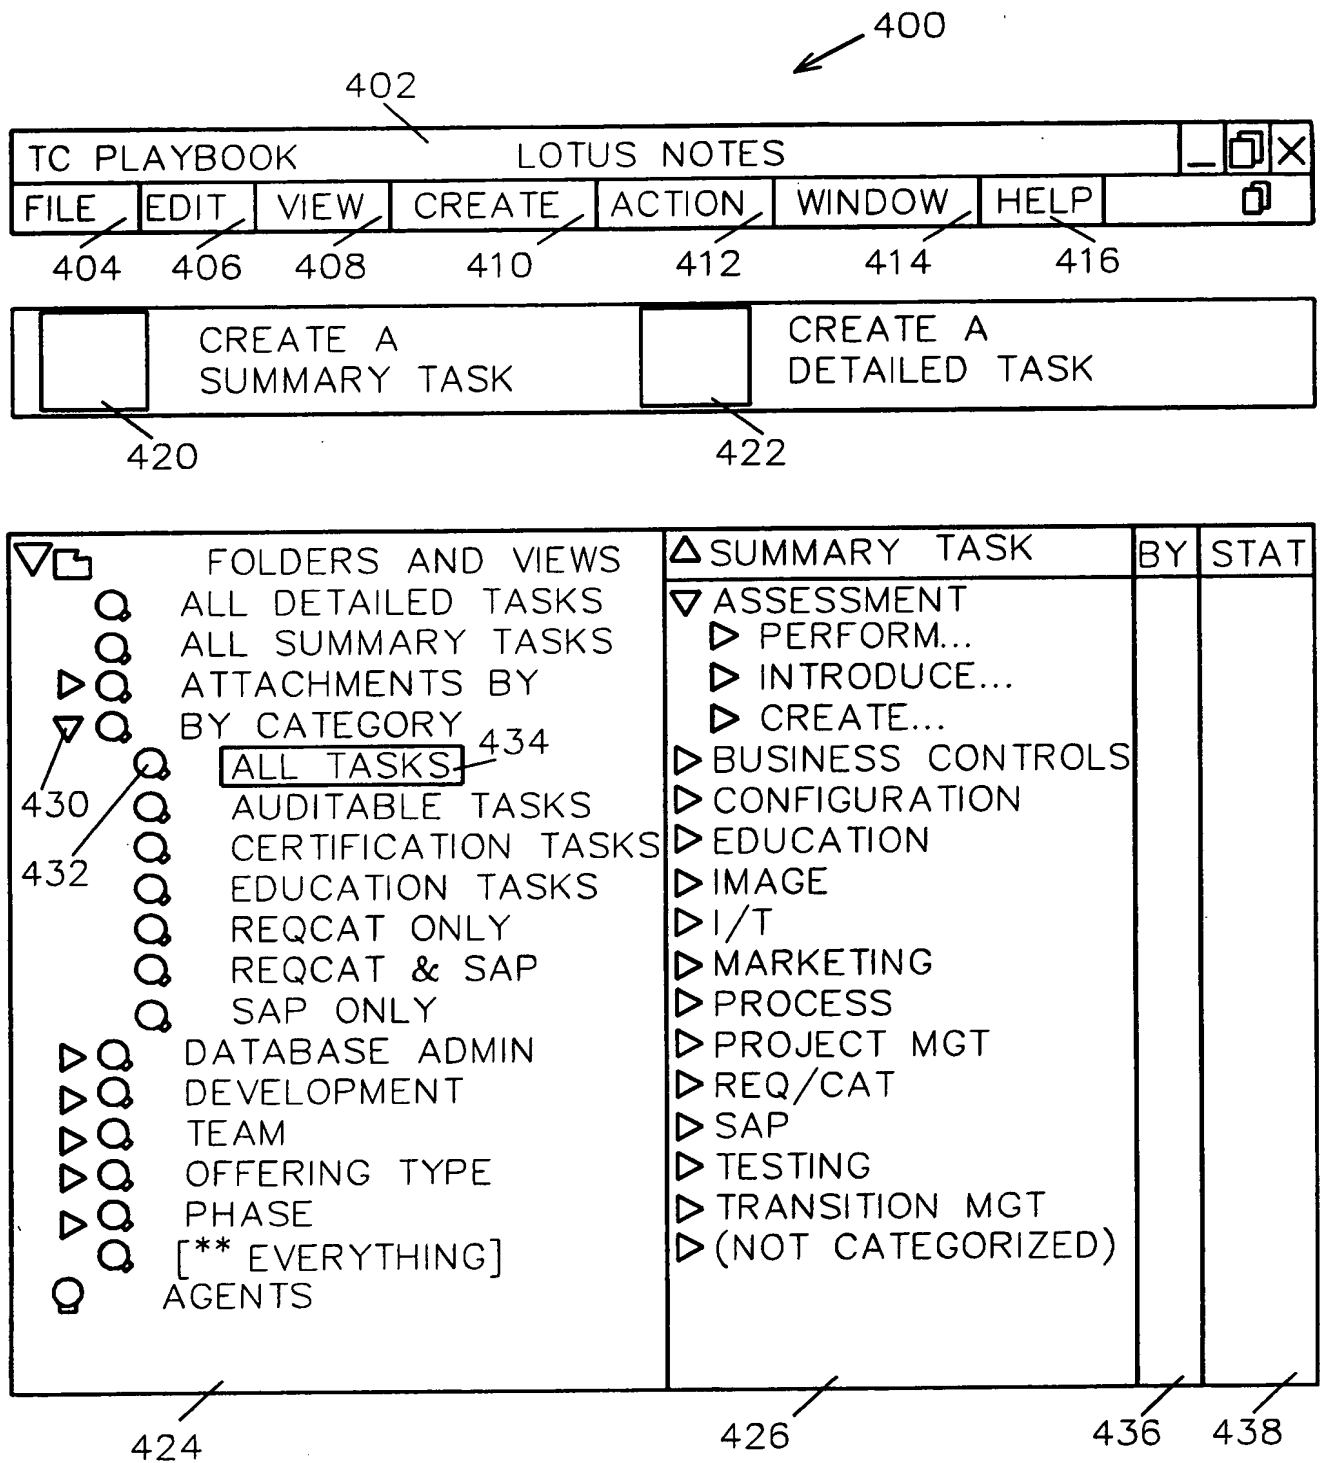 400
402
TC PLAYBOOK LOTUS NOTES
FILE EDIT VIEW CREATE ACTION WINDOW HELP
404 406 408 410 412 414 416
CREATE A
SUMMARY TASK
CREATE A
DETAILED TASK
420 422
FOLDERS AND VIEWS
ALL DETAILED TASKS
ALL SUMMARY TASKS
ATTACHMENTS BY
BY CATEGORY
434
ALL TASKS
430
AUDITABLE TASKS
CERTIFICATION TASKS
432
EDUCATION TASKS
REQCAT ONLY
REQCAT & SAP
SAP ONLY
DATABASE ADMIN
DEVELOPMENT
TEAM
OFFERING TYPE
PHASE
[** EVERYTHING]
AGENTS
SUMMARY TASK BY STAT
ASSESSMENT
PERFORM...
INTRODUCE...
CREATE...
BUSINESS CONTROLS
CONFIGURATION
EDUCATION
IMAGE
I/T
MARKETING
PROCESS
PROJECT MGT
REQ/CAT
SAP
TESTING
TRANSITION MGT
(NOT CATEGORIZED)
424 426 436 438